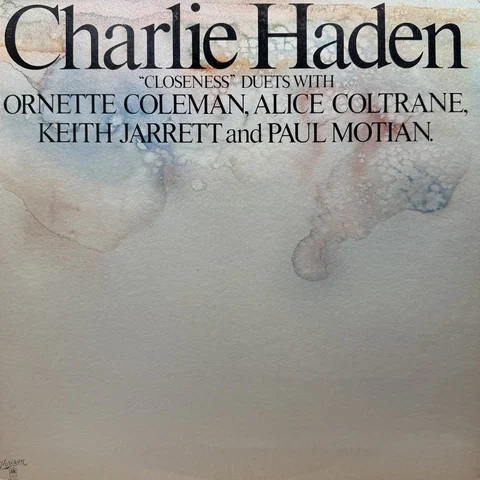 Charlie Haden
"CLOSENESS" DUETS WITH
ORNETTE COLEMAN, ALICE COLTRANE,
KEITH JARRETT and PAUL MOTIAN.